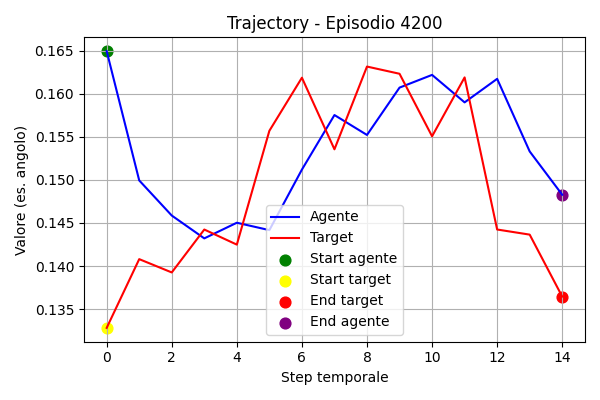 Trajectory - Episodio 4200
Valore (es. angolo)
0.165
0.160
0.155
0.150
0.145
0.140
0.135
Agente
Target
Start agente
Start target
End target
End agente
0 2 4 6 8 10 12 14
Step temporale